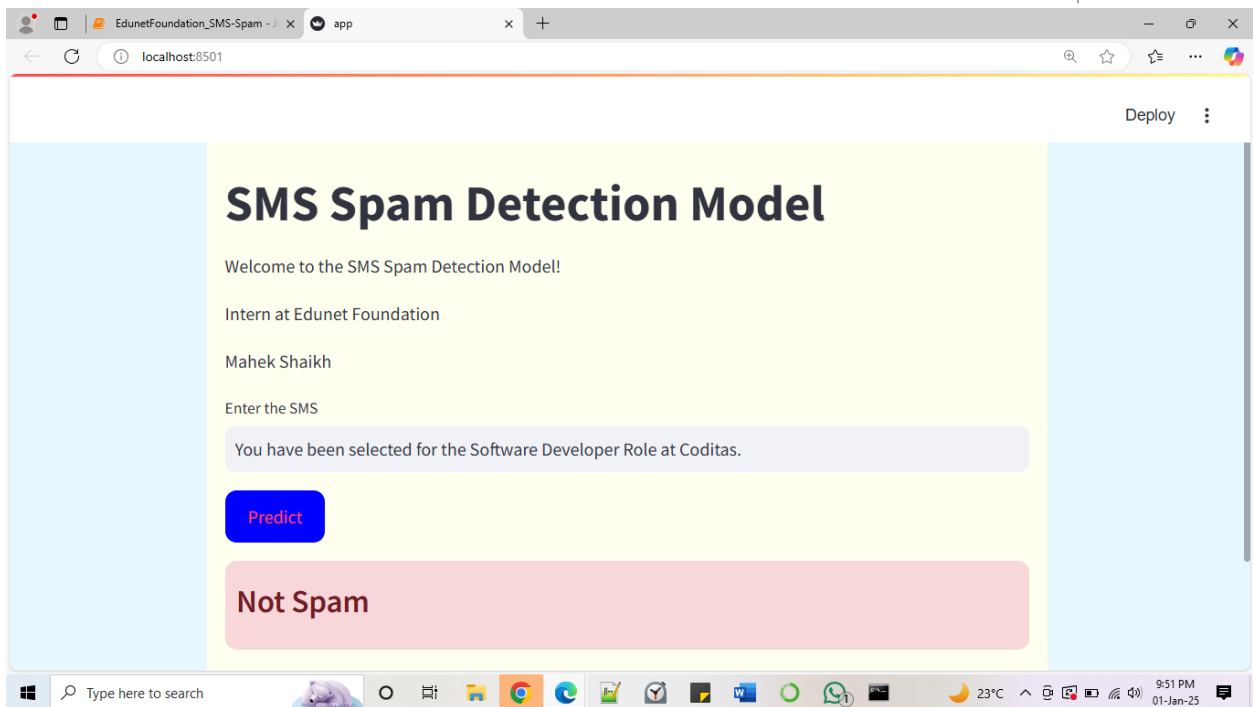 EdunetFoundation_SMS-Spam - J
app
localhost:8501
Deploy
SMS Spam Detection Model
Welcome to the SMS Spam Detection Model!
Intern at Edunet Foundation
Mahek Shaikh
Enter the SMS
You have been selected for the Software Developer Role at Coditas.
Predict
Not Spam
Type here to search
23°C
9:51 PM
01-Jan-25